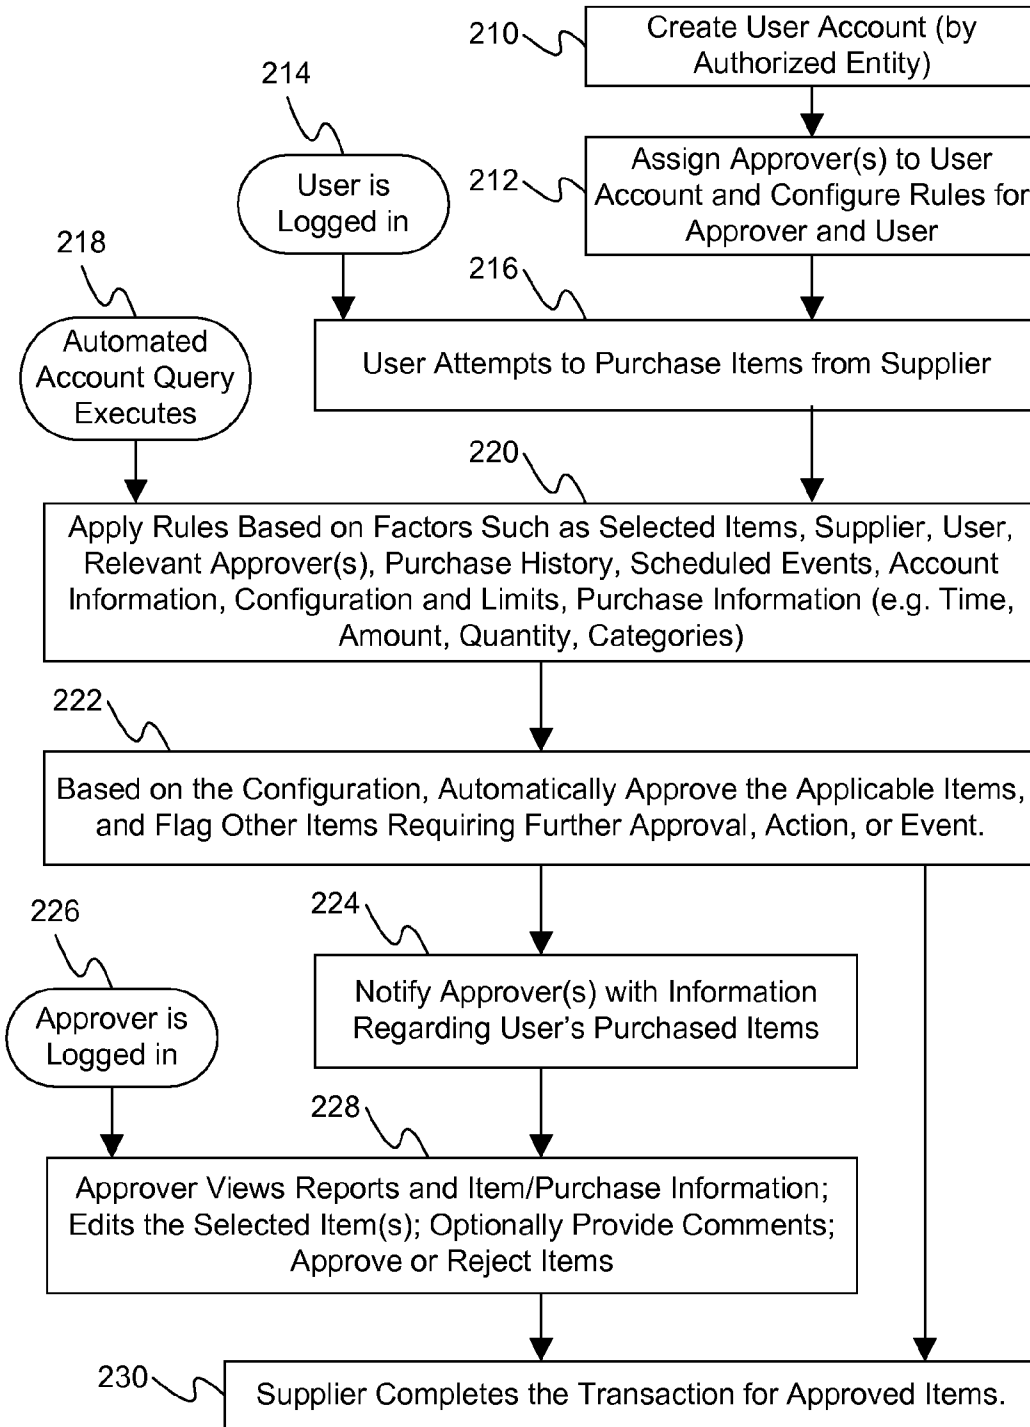 210
Create User Account (by
Authorized Entity)
214
212
Assign Approver(s) to User
Account and Configure Rules for
Approver and User
User is
Logged in
218
216
Automated
Account Query
Executes
User Attempts to Purchase Items from Supplier
220
Apply Rules Based on Factors Such as Selected Items, Supplier, User,
Relevant Approver(s), Purchase History, Scheduled Events, Account
Information, Configuration and Limits, Purchase Information (e.g. Time,
Amount, Quantity, Categories)
222
Based on the Configuration, Automatically Approve the Applicable Items,
and Flag Other Items Requiring Further Approval, Action, or Event.
224
226
Notify Approver(s) with Information
Regarding User's Purchased Items
Approver is
Logged in
228
Approver Views Reports and Item/Purchase Information;
Edits the Selected Item(s); Optionally Provide Comments;
Approve or Reject Items
230
Supplier Completes the Transaction for Approved Items.